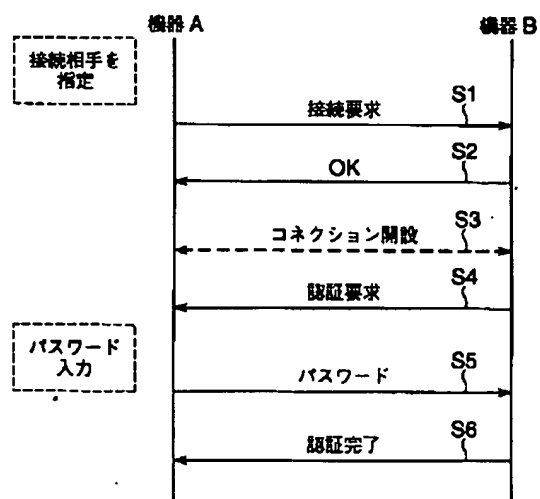 機器 A
機器 B
接続相手を
指定
S1
接続要求
S2
OK
S3
コネクション開設
S4
認証要求
パスワード
入力
S5
パスワード
S6
認証完了